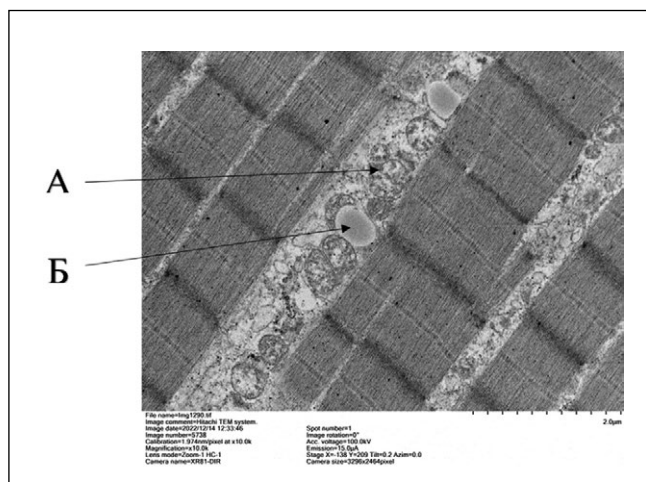 А
Б
File name=Img1290.tif
Image comment=Hitachi TEM system.
Image date=2022/12/14 12:33:46
Image number=5738
Calibration=1.974nm/pixel at x10.0k
Magnification=x10.0k
Lens mode=Zoom-1 HC-1
Camera name=XR81-DIR
Spot number=1
Image rotation=0°
Acc. voltage=100.0kV
Emission=15.0µA
Stage X=-138 Y=209 Tilt=0.2 Azim=0.0
Camera size=3296x2464pixel
2.0µm